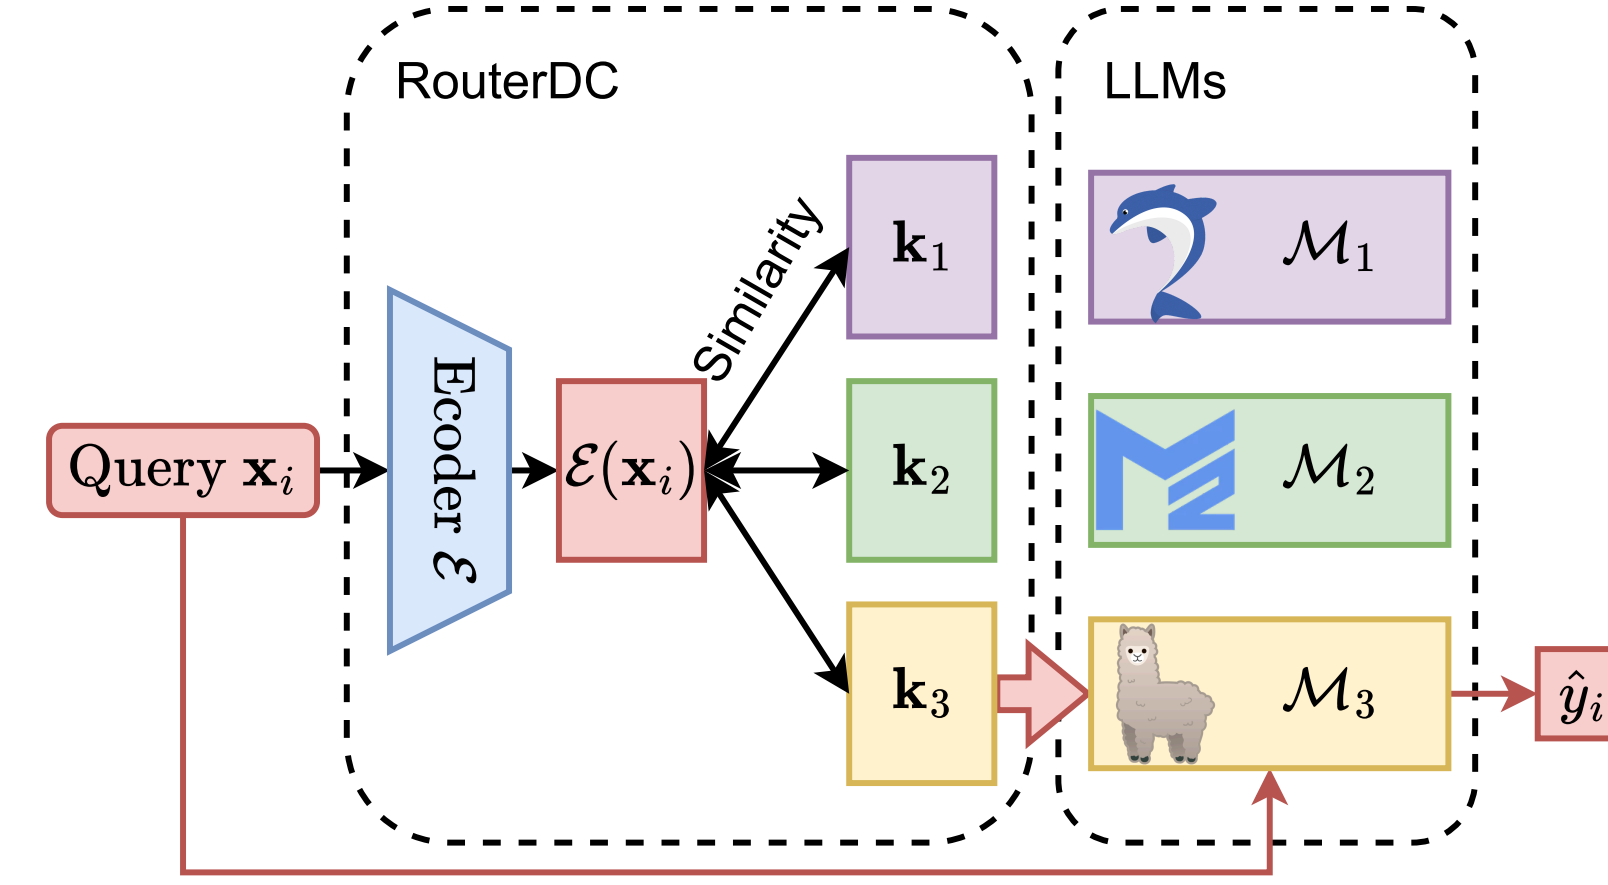 RouterDC
LLMs
Query 𝐱ᵢ
Ecoder ℰ
ℰ(𝐱ᵢ)
Similarity
𝐤₁
𝐤₂
𝐤₃
ℳ₁
ℳ₂
ℳ₃
ŷᵢ